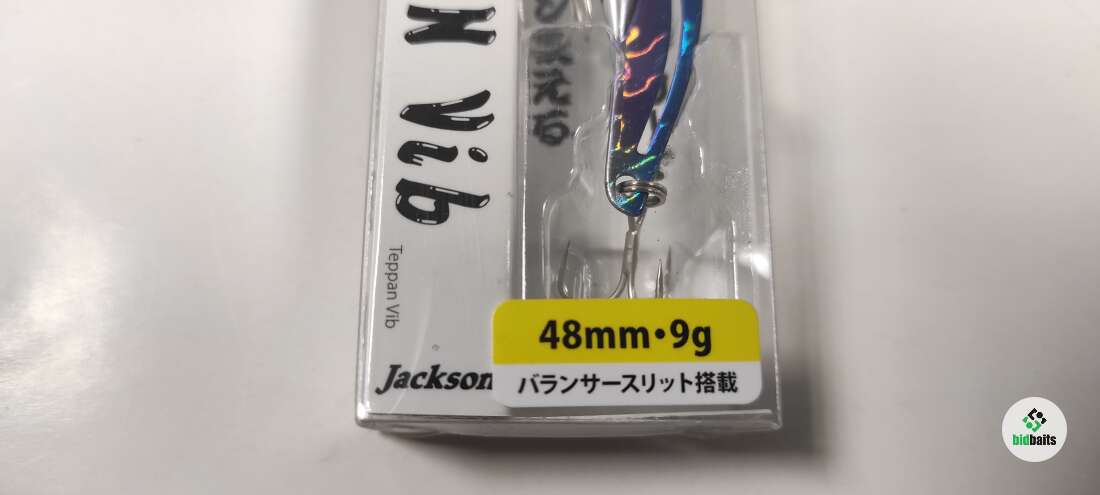 Vib
Teppan Vib
Jackson
48mm・9g
バランサースリット搭載
bidbaits